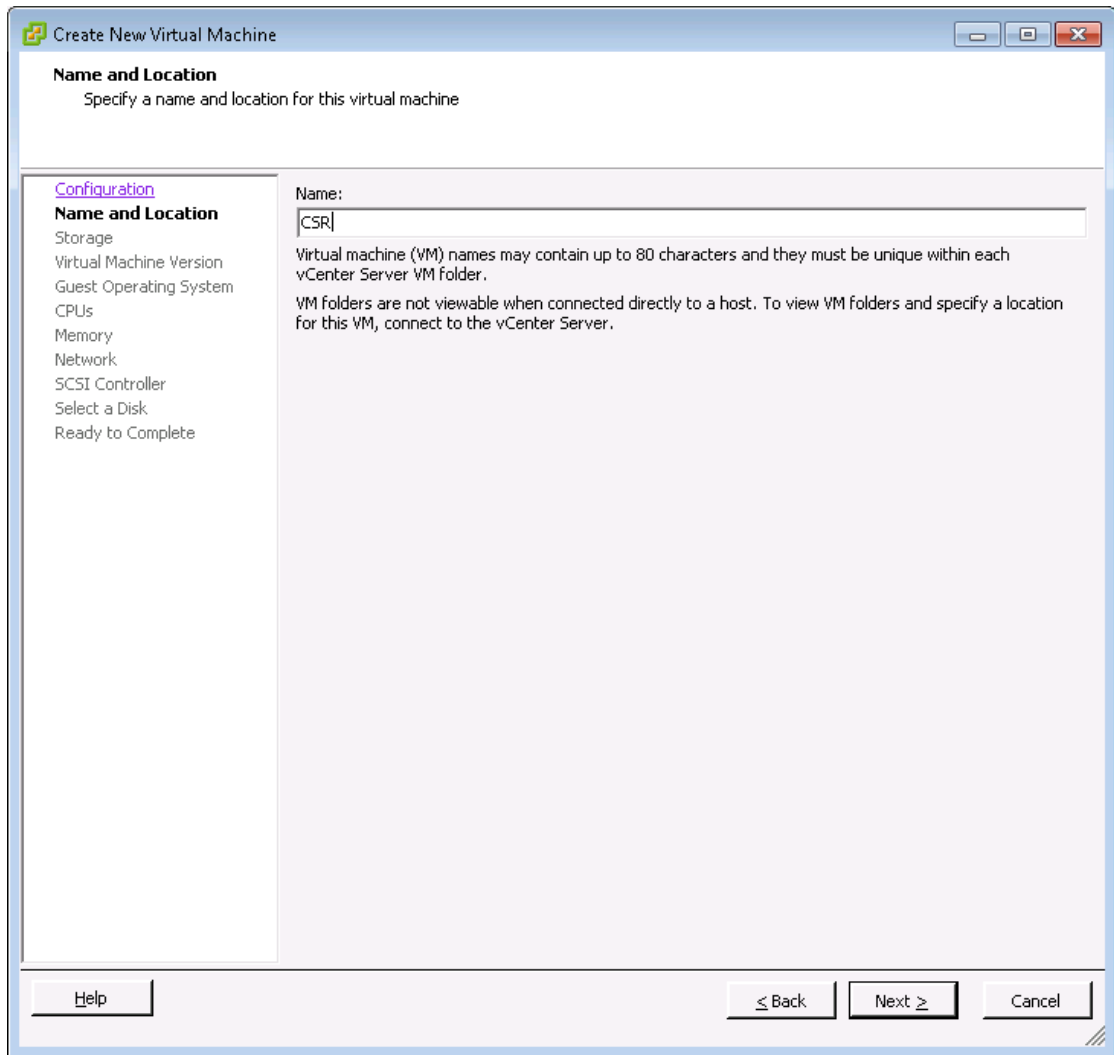 Create New Virtual Machine
Name and Location
Specify a name and location for this virtual machine
Configuration
Name and Location
Storage
Virtual Machine Version
Guest Operating System
CPUs
Memory
Network
SCSI Controller
Select a Disk
Ready to Complete
Name:
CSR
Virtual machine (VM) names may contain up to 80 characters and they must be unique within each
vCenter Server VM folder.
VM folders are not viewable when connected directly to a host. To view VM folders and specify a location
for this VM, connect to the vCenter Server.
Help
< Back
Next >
Cancel